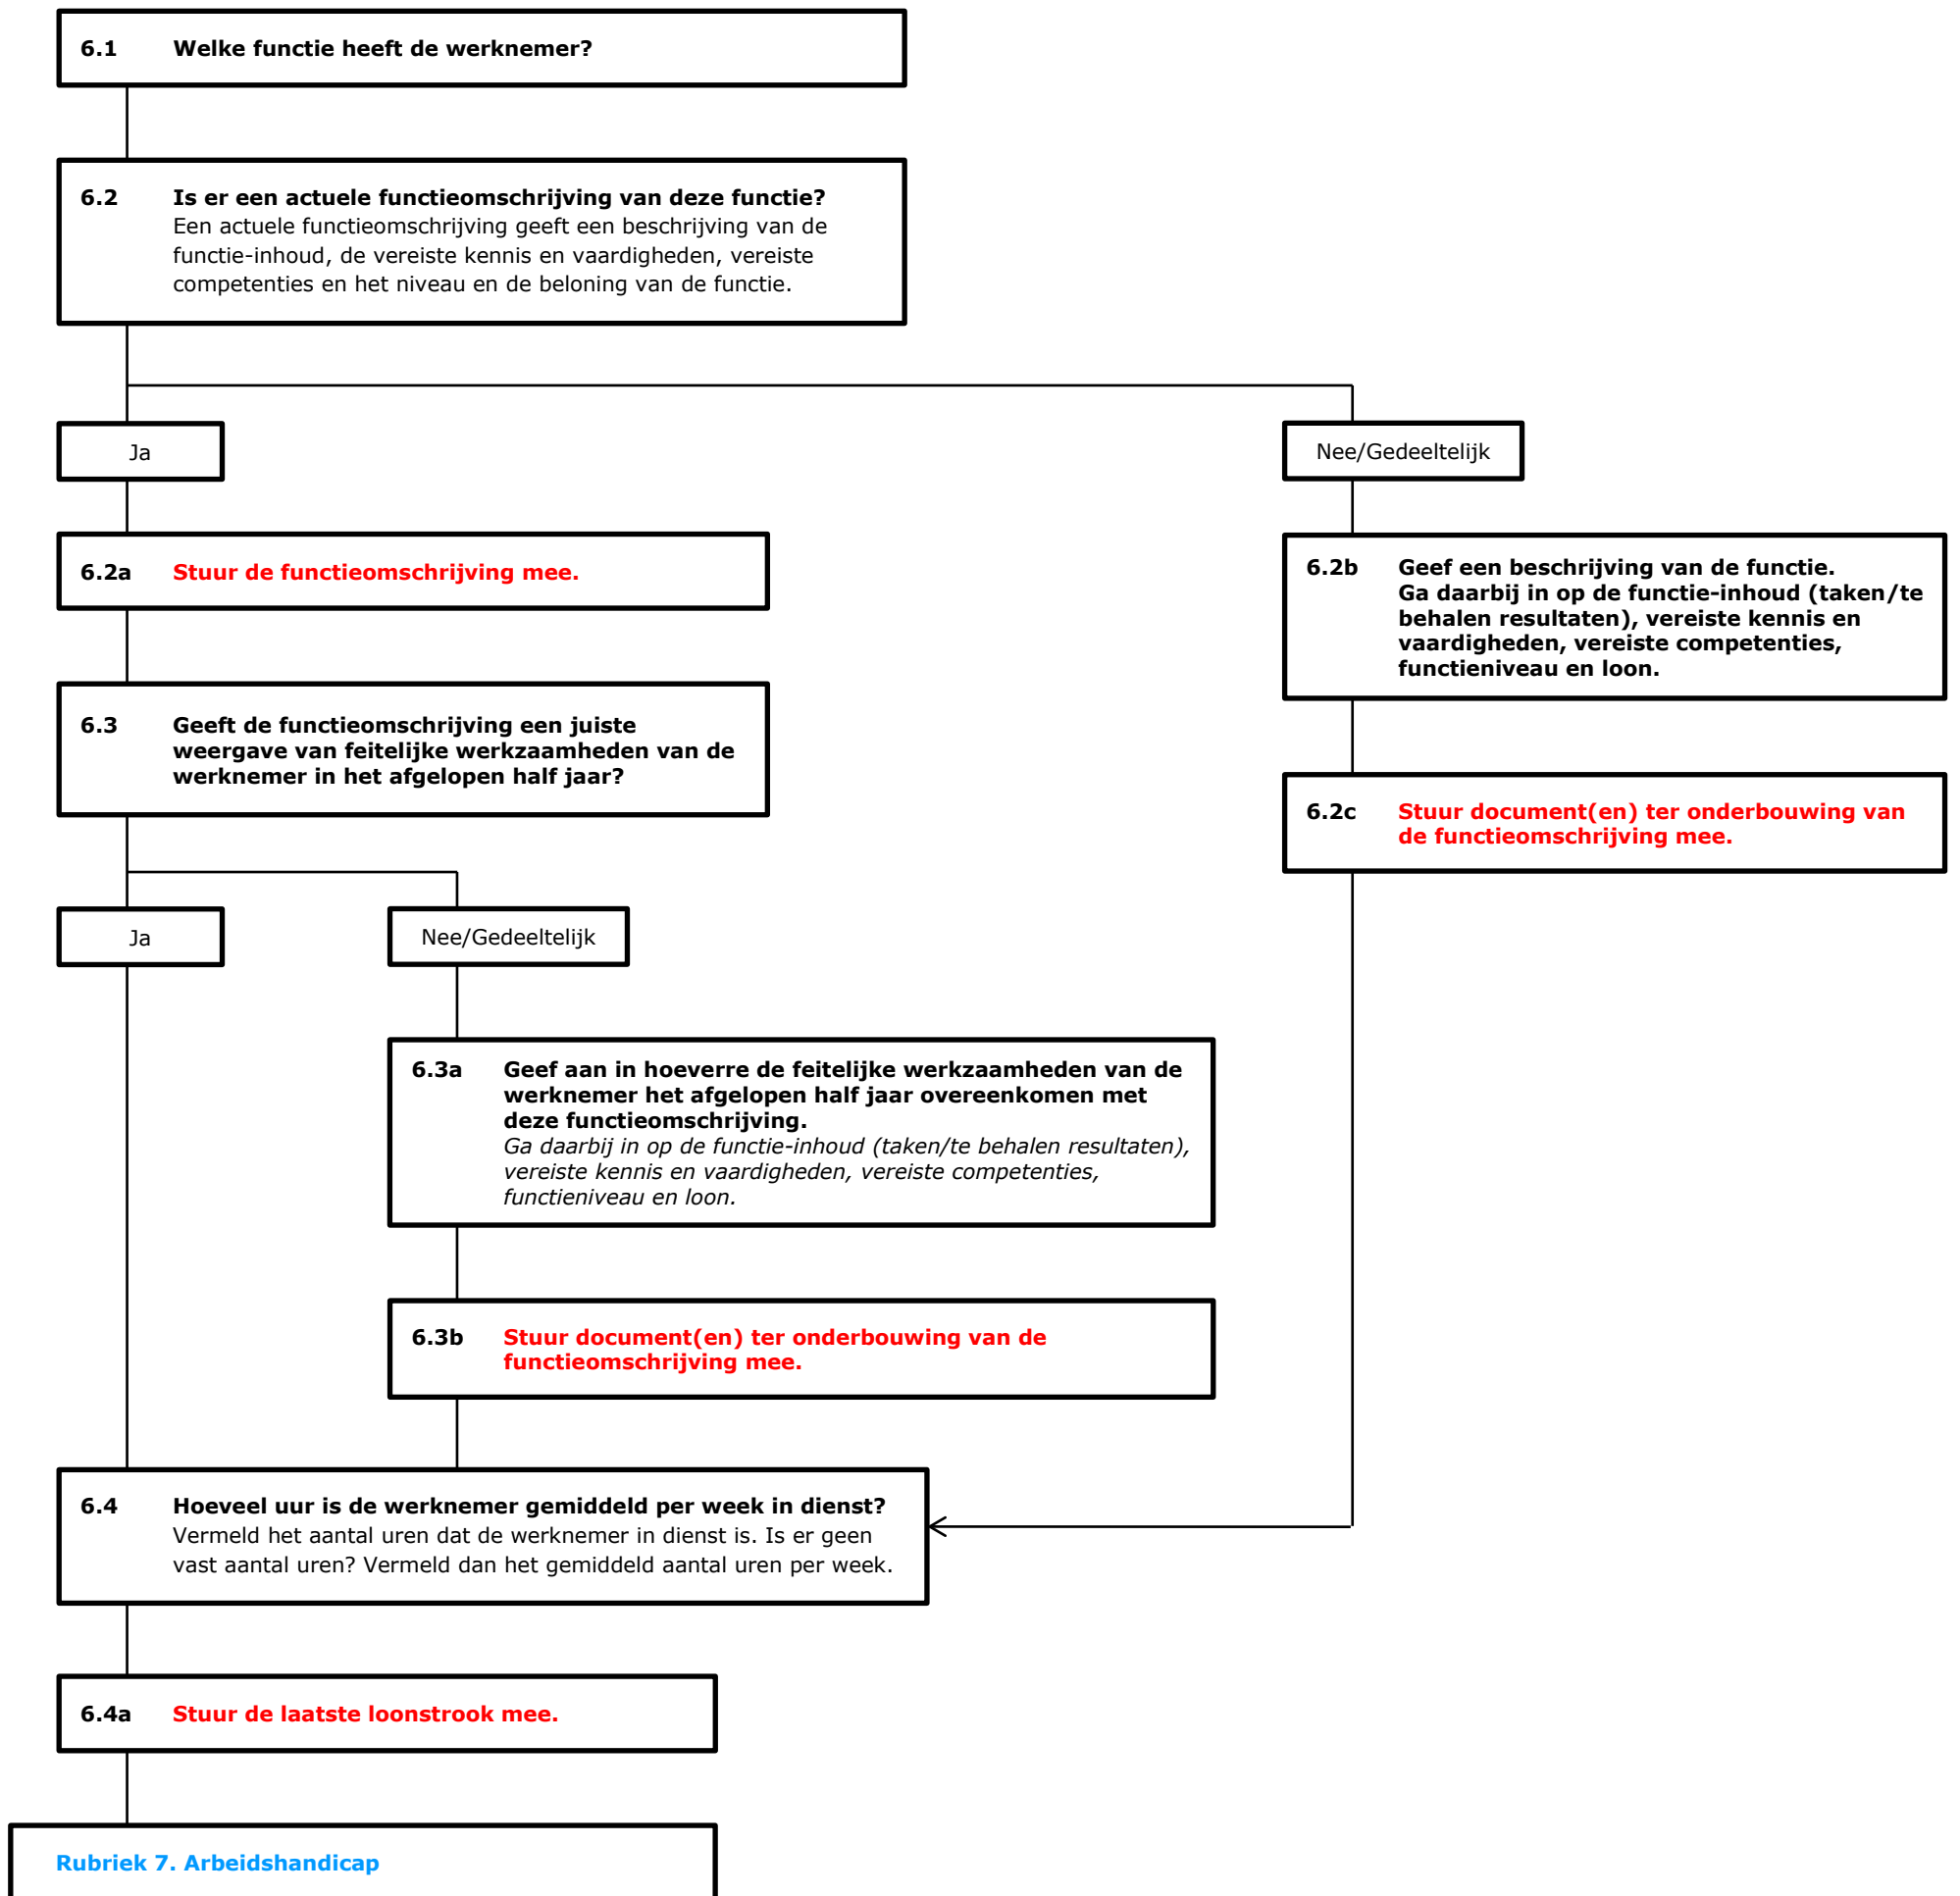 6.1 Welke functie heeft de werknemer?
6.2 Is er een actuele functieomschrijving van deze functie?
Een actuele functieomschrijving geeft een beschrijving van de
functie-inhoud, de vereiste kennis en vaardigheden, vereiste
competenties en het niveau en de beloning van de functie.
Ja
Nee/Gedeeltelijk
6.2a Stuur de functieomschrijving mee.
6.2b Geef een beschrijving van de functie.
Ga daarbij in op de functie-inhoud (taken/te
behalen resultaten), vereiste kennis en
vaardigheden, vereiste competenties,
functieniveau en loon.
6.3 Geeft de functieomschrijving een juiste
weergave van feitelijke werkzaamheden van de
werknemer in het afgelopen half jaar?
6.2c Stuur document(en) ter onderbouwing van
de functieomschrijving mee.
Ja
Nee/Gedeeltelijk
6.3a Geef aan in hoeverre de feitelijke werkzaamheden van de
werknemer het afgelopen half jaar overeenkomen met
deze functieomschrijving.
Ga daarbij in op de functie-inhoud (taken/te behalen resultaten),
vereiste kennis en vaardigheden, vereiste competenties,
functieniveau en loon.
6.3b Stuur document(en) ter onderbouwing van de
functieomschrijving mee.
6.4 Hoeveel uur is de werknemer gemiddeld per week in dienst?
Vermeld het aantal uren dat de werknemer in dienst is. Is er geen
vast aantal uren? Vermeld dan het gemiddeld aantal uren per week.
6.4a Stuur de laatste loonstrook mee.
Rubriek 7. Arbeidshandicap